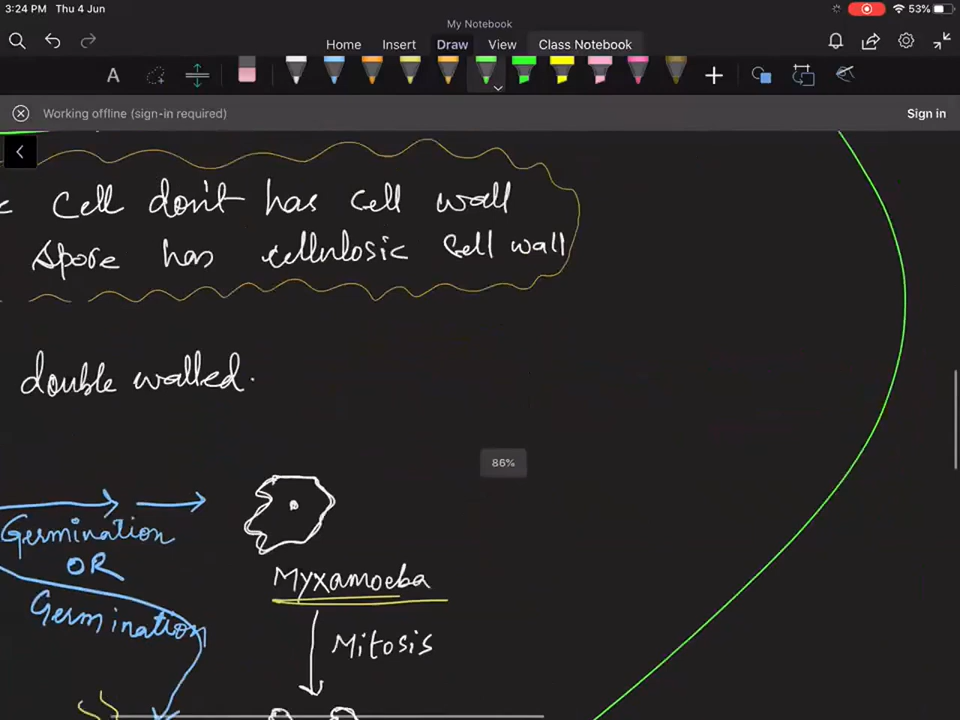 3:24 PM Thu 4 Jun
53%
My Notebook
Home Insert Draw View Class Notebook
A
Working offline (sign-in required) Sign in
c Cell don't has cell wall
Spore has cellulosic cell wall
double walled.
86%
Germination
OR
Germination
Myxamoeba
Mitosis